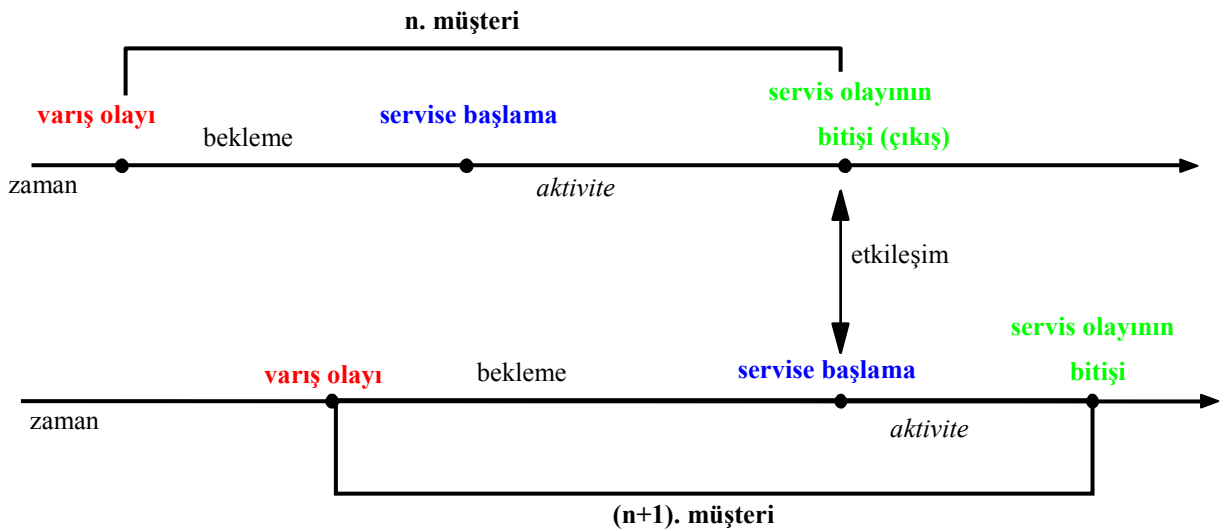 n. müşteri
servis olayının
varış olayı
servise başlama
bekleme
bitişi (çıkış)
zaman
aktivite
etkileşim
servis olayının
varış olayı
bekleme
servise başlama
bitişi
zaman
aktivite
(n+1). müşteri